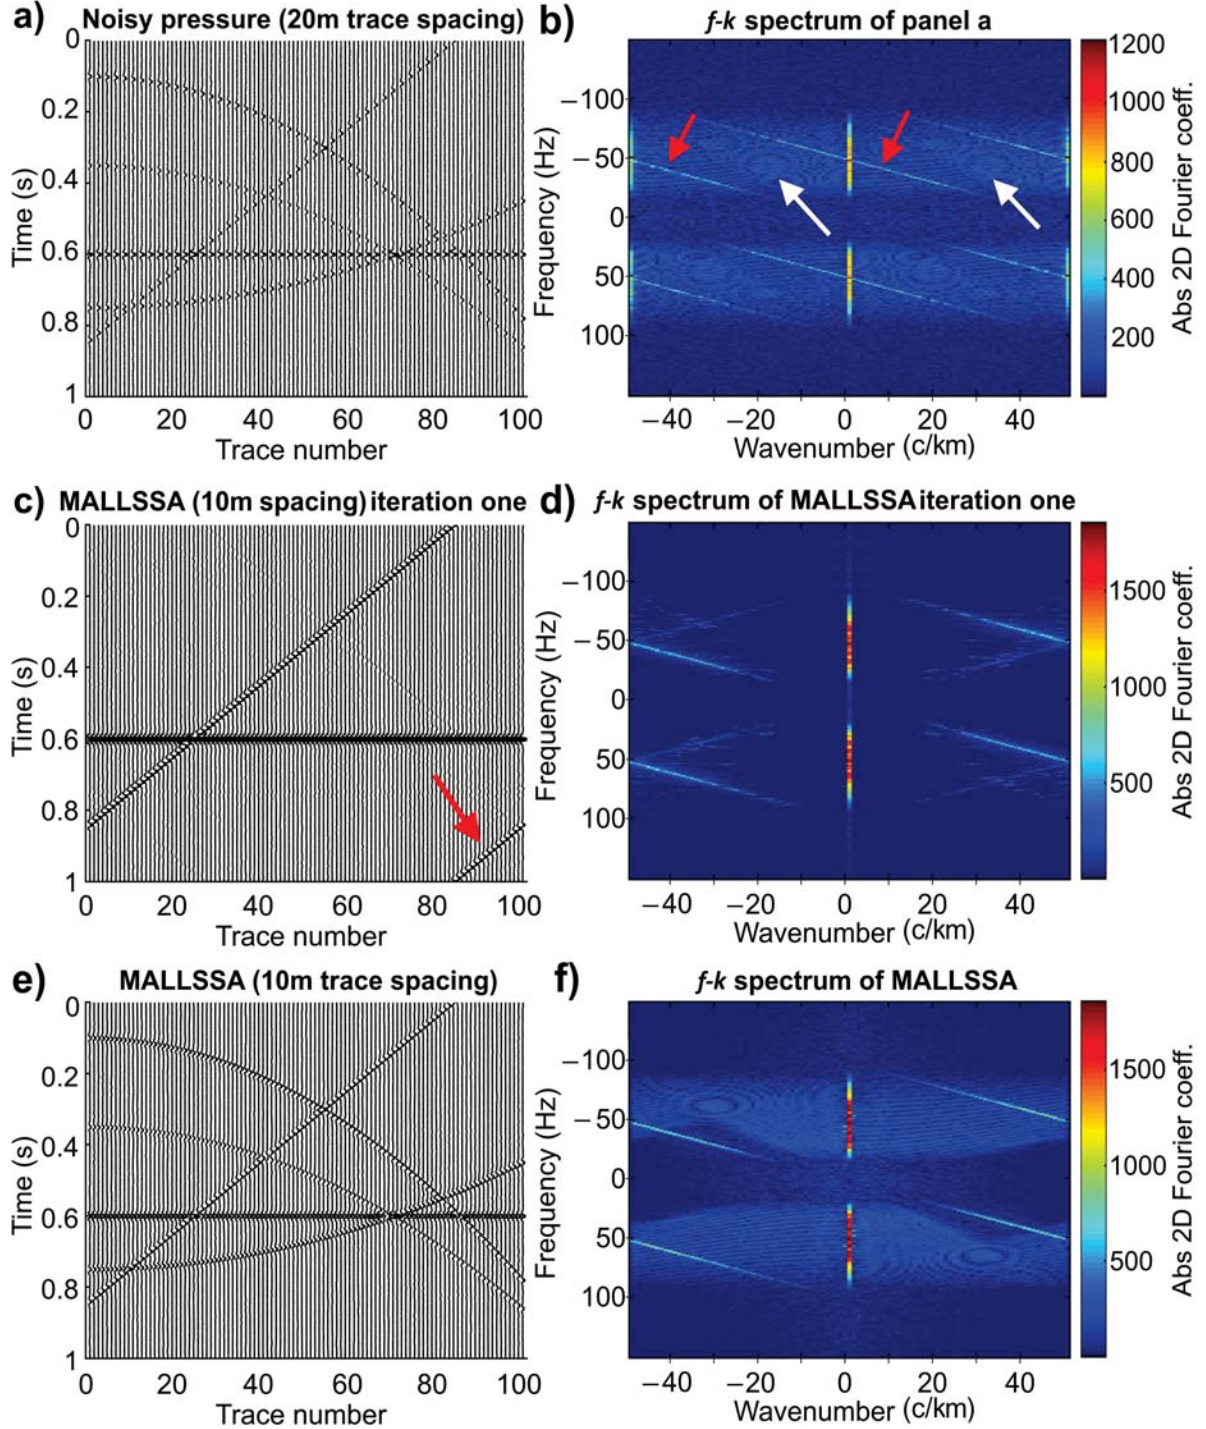 a) Noisy pressure (20m trace spacing)
0
0.2
0.4
0.6
0.8
1
Time (s)
0 20 40 60 80 100
Trace number
b) f-k spectrum of panel a
−100
−50
0
50
100
Frequency (Hz)
−40 −20 0 20 40
Wavenumber (c/km)
1200
1000
800
600
400
200
Abs 2D Fourier coeff.
c) MALLSSA (10m spacing) iteration one
0
0.2
0.4
0.6
0.8
1
Time (s)
0 20 40 60 80 100
Trace number
d) f-k spectrum of MALLSSA iteration one
−100
−50
0
50
100
Frequency (Hz)
−40 −20 0 20 40
Wavenumber (c/km)
1500
1000
500
Abs 2D Fourier coeff.
e) MALLSSA (10m trace spacing)
0
0.2
0.4
0.6
0.8
1
Time (s)
0 20 40 60 80 100
Trace number
f) f-k spectrum of MALLSSA
−100
−50
0
50
100
Frequency (Hz)
−40 −20 0 20 40
Wavenumber (c/km)
1500
1000
500
Abs 2D Fourier coeff.